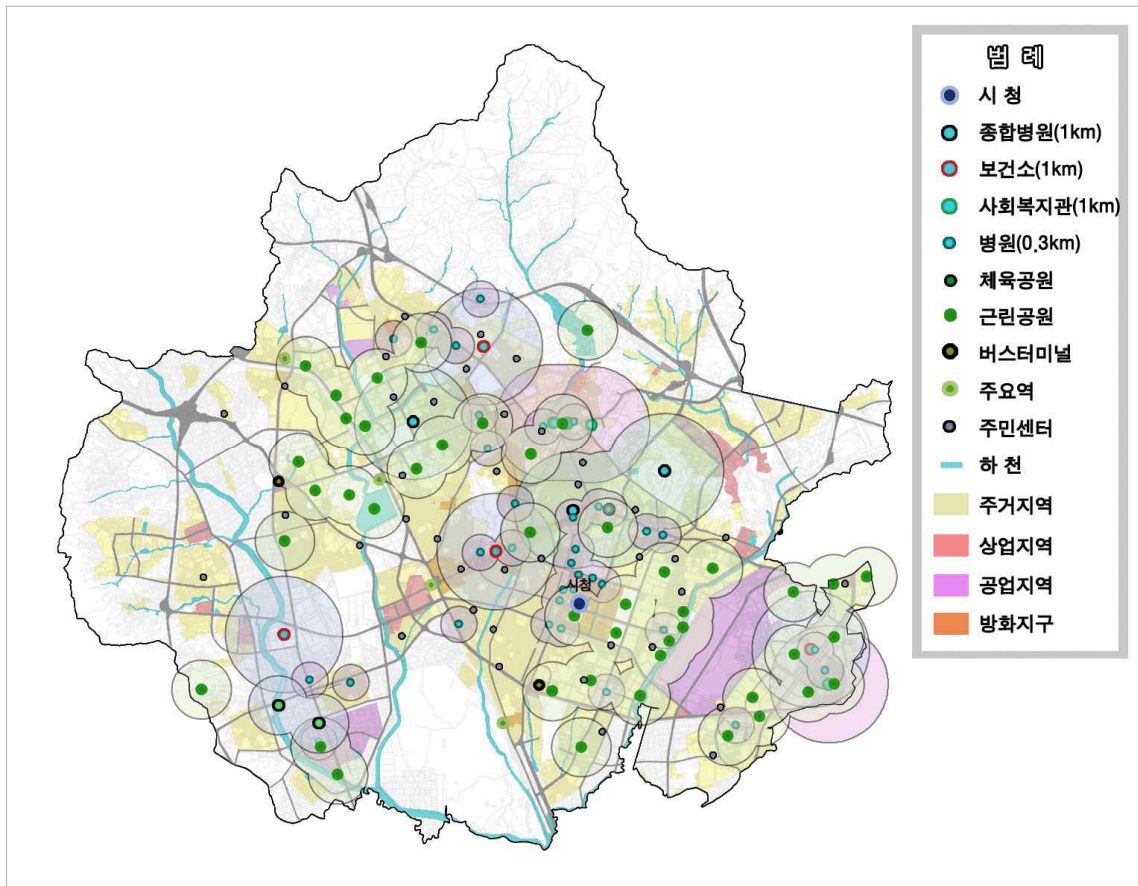 범 례
시 청
종합병원(1km)
보건소(1km)
사회복지관(1km)
병원(0.3km)
체육공원
근린공원
버스터미널
주요역
주민센터
하 천
주거지역
상업지역
공업지역
방화지구
시청